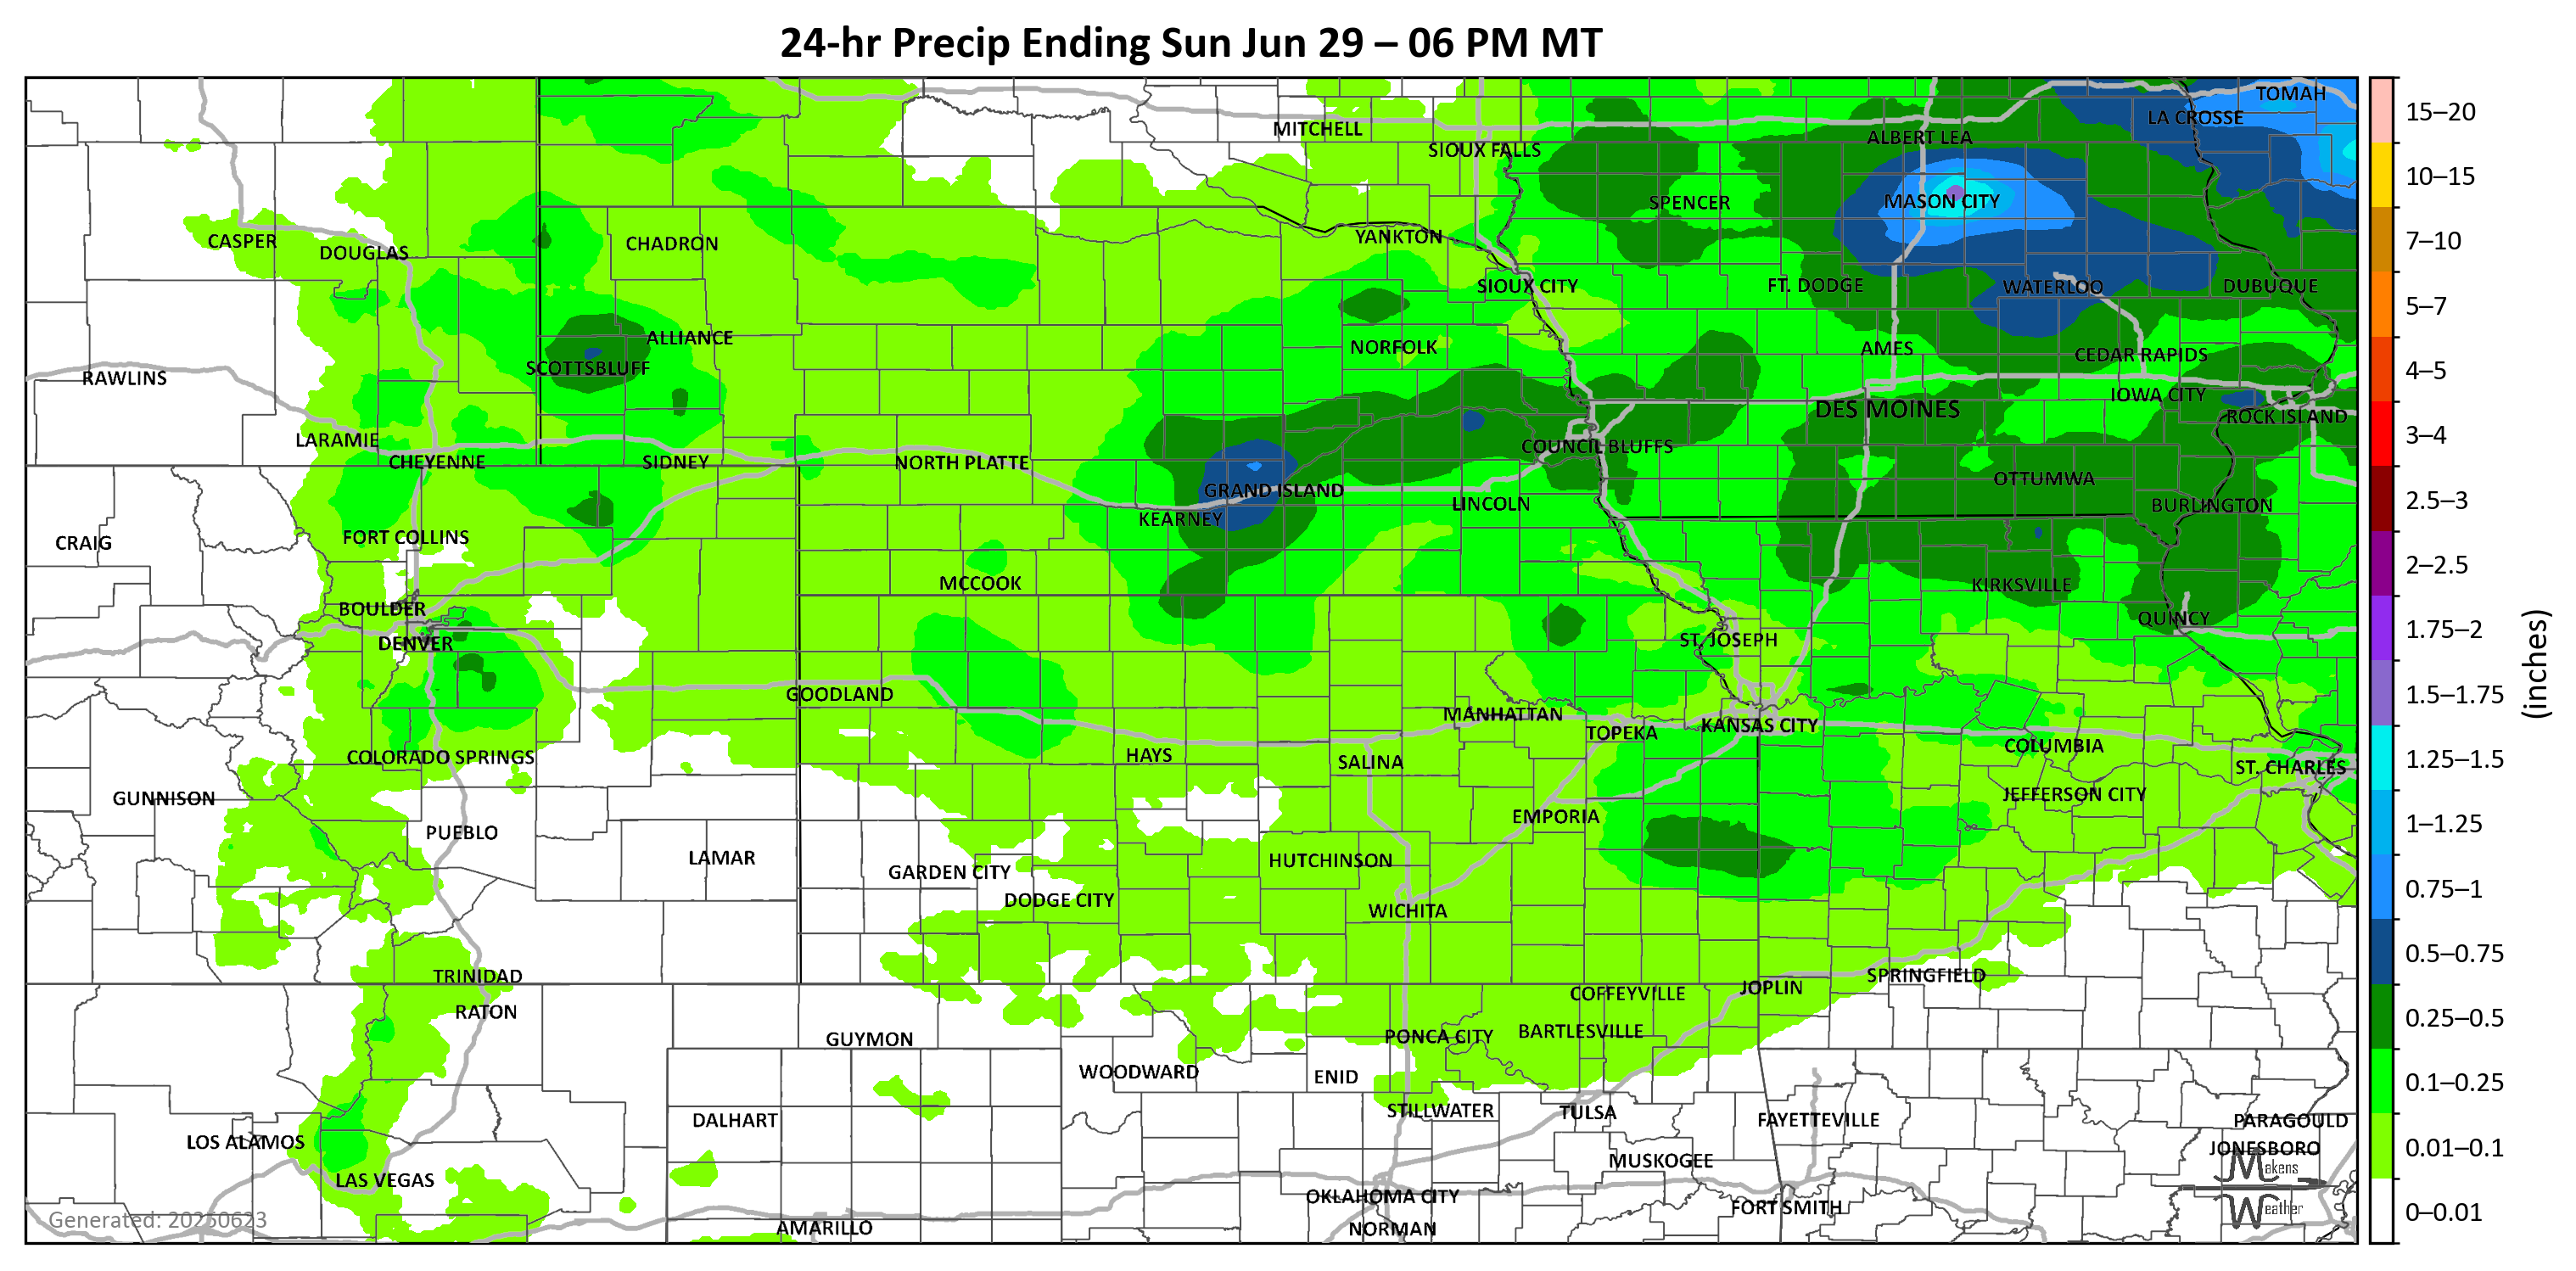 24-hr Precip Ending Sun Jun 29 – 06 PM MT
TOMAH
LA CROSSE
MITCHELL
ALBERT LEA
SIOUX FALLS
SPENCER
MASON CITY
CASPER
DOUGLAS
CHADRON
YANKTON
SIOUX CITY
FT. DODGE
WATERLOO
DUBUQUE
ALLIANCE
NORFOLK
AMES
CEDAR RAPIDS
SCOTTSBLUFF
RAWLINS
IOWA CITY
DES MOINES
ROCK ISLAND
LARAMIE
COUNCIL BLUFFS
CHEYENNE
SIDNEY
NORTH PLATTE
OTTUMWA
GRAND ISLAND
LINCOLN
BURLINGTON
KEARNEY
FORT COLLINS
CRAIG
MCCOOK
KIRKSVILLE
BOULDER
QUINCY
DENVER
ST. JOSEPH
GOODLAND
MANHATTAN
KANSAS CITY
TOPEKA
COLUMBIA
COLORADO SPRINGS
HAYS
SALINA
ST. CHARLES
GUNNISON
JEFFERSON CITY
EMPORIA
PUEBLO
LAMAR
HUTCHINSON
GARDEN CITY
DODGE CITY
WICHITA
TRINIDAD
SPRINGFIELD
JOPLIN
COFFEYVILLE
RATON
BARTLESVILLE
PONCA CITY
GUYMON
WOODWARD
ENID
STILLWATER
TULSA
DALHART
FAYETTEVILLE
PARAGOULD
LOS ALAMOS
JONESBORO
MUSKOGEE
Makens
LAS VEGAS
OKLAHOMA CITY
FORT SMITH
Weather
Generated: 20250623
AMARILLO
NORMAN
15–20
10–15
7–10
5–7
4–5
3–4
2.5–3
2–2.5
1.75–2
1.5–1.75
1.25–1.5
1–1.25
0.75–1
0.5–0.75
0.25–0.5
0.1–0.25
0.01–0.1
0–0.01
(inches)